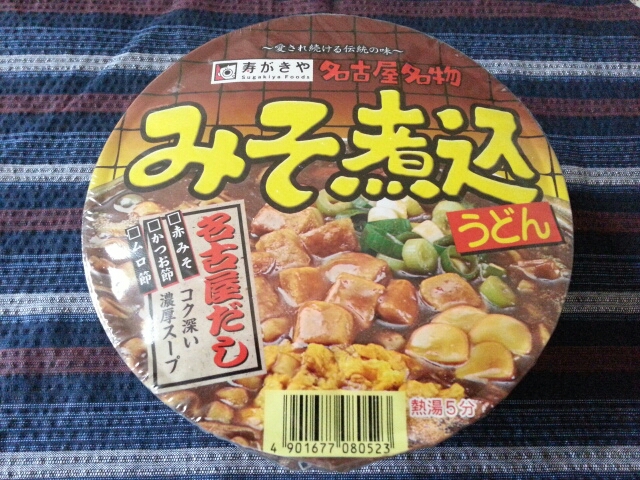 ～愛され続ける伝統の味～
寿がきや
Sugakiya Foods
名古屋名物
みそ煮込
うどん
名古屋だし
赤みそ
かつお節
ムロ節
コク深い
濃厚スープ
熱湯5分
4 901677 080523